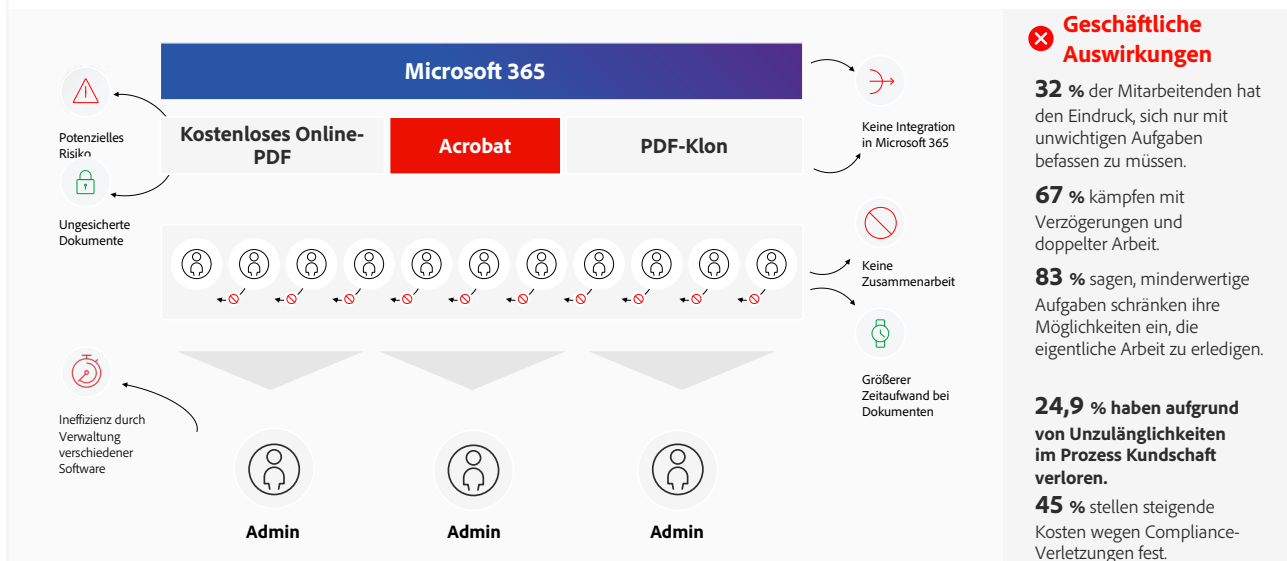 Microsoft 365
Kostenloses Online-
PDF
Acrobat
PDF-Klon
Potenzielles
Risiko
Ungesicherte
Dokumente
Keine Integration
in Microsoft 365
Keine
Zusammenarbeit
Größerer
Zeitaufwand bei
Dokumenten
Ineffizienz durch
Verwaltung
verschiedener
Software
Admin
Admin
Admin
Geschäftliche
Auswirkungen
32 % der Mitarbeitenden hat
den Eindruck, sich nur mit
unwichtigen Aufgaben
befassen zu müssen.
67 % kämpfen mit
Verzögerungen und
doppelter Arbeit.
83 % sagen, minderwertige
Aufgaben schränken ihre
Möglichkeiten ein, die
eigentliche Arbeit zu erledigen.
24,9 % haben aufgrund
von Unzulänglichkeiten
im Prozess Kundschaft
verloren.
45 % stellen steigende
Kosten wegen Compliance-
Verletzungen fest.